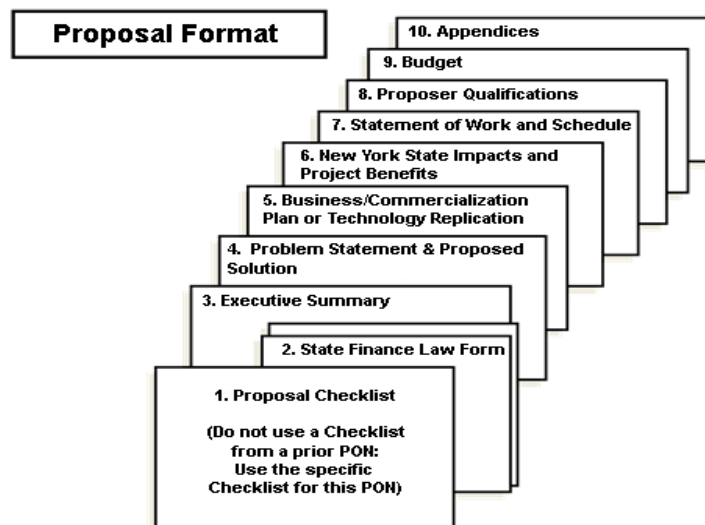 Proposal Format
10. Appendices
9. Budget
8. Proposer Qualifications
7. Statement of Work and Schedule
6. New York State Impacts and
Project Benefits
5. Business/Commercialization
Plan or Technology Replication
4. Problem Statement & Proposed
Solution
3. Executive Summary
2. State Finance Law Form
1. Proposal Checklist
(Do not use a Checklist
from a prior PON:
Use the specific
Checklist for this PON)